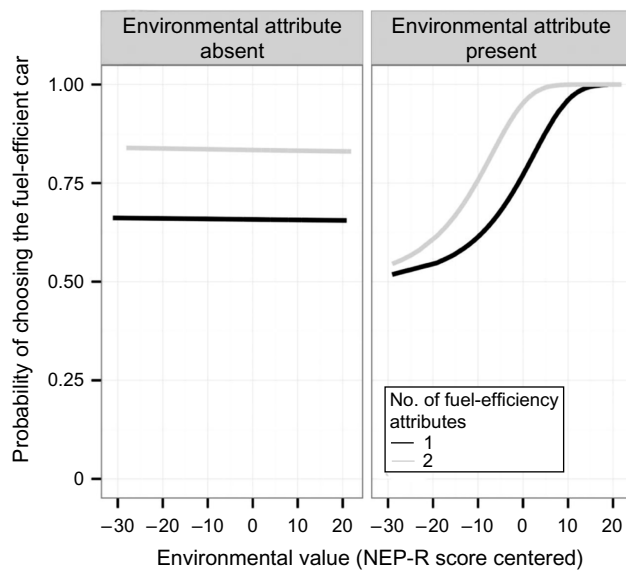 Environmental attribute
absent
Environmental attribute
present
Probability of choosing the fuel-efficient car
1.00
0.75
0.50
0.25
0
No. of fuel-efficiency
attributes
1
2
–30 –20 –10 0 10 20
–30 –20 –10 0 10 20
Environmental value (NEP-R score centered)